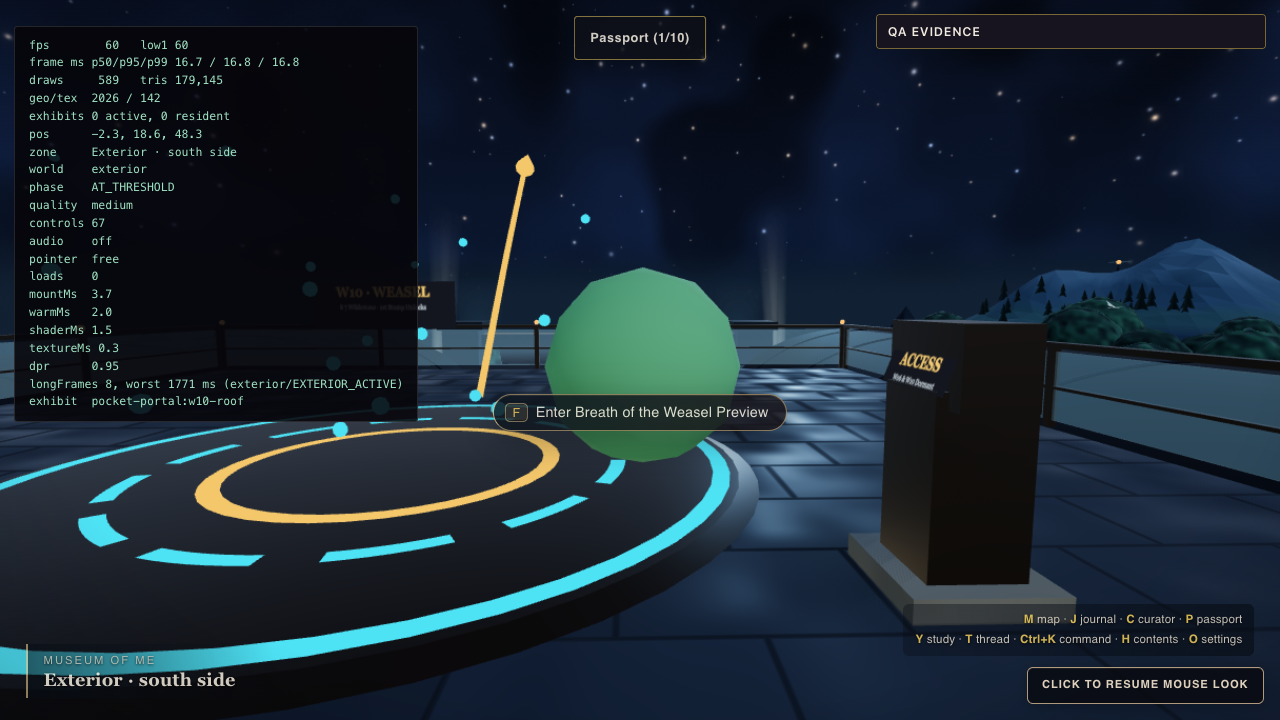 fps 60 low1 60
frame ms p50/p95/p99 16.7 / 16.8 / 16.8
draws 589 tris 179,145
geo/tex 2026 / 142
exhibits 0 active, 0 resident
pos −2.3, 18.6, 48.3
zone Exterior · south side
world exterior
phase AT_THRESHOLD
quality medium
controls 67
audio off
pointer free
loads 0
mountMs 3.7
warmMs 2.0
shaderMs 1.5
textureMs 0.3
dpr 0.95
longFrames 8, worst 1771 ms (exterior/EXTERIOR_ACTIVE)
exhibit pocket-portal:w10-roof
Passport (1/10)
QA EVIDENCE
W10 · WEASEL
ACCESS
F Enter Breath of the Weasel Preview
M map · J journal · C curator · P passport
Y study · T thread · Ctrl+K command · H contents · O settings
MUSEUM OF ME
Exterior · south side
CLICK TO RESUME MOUSE LOOK